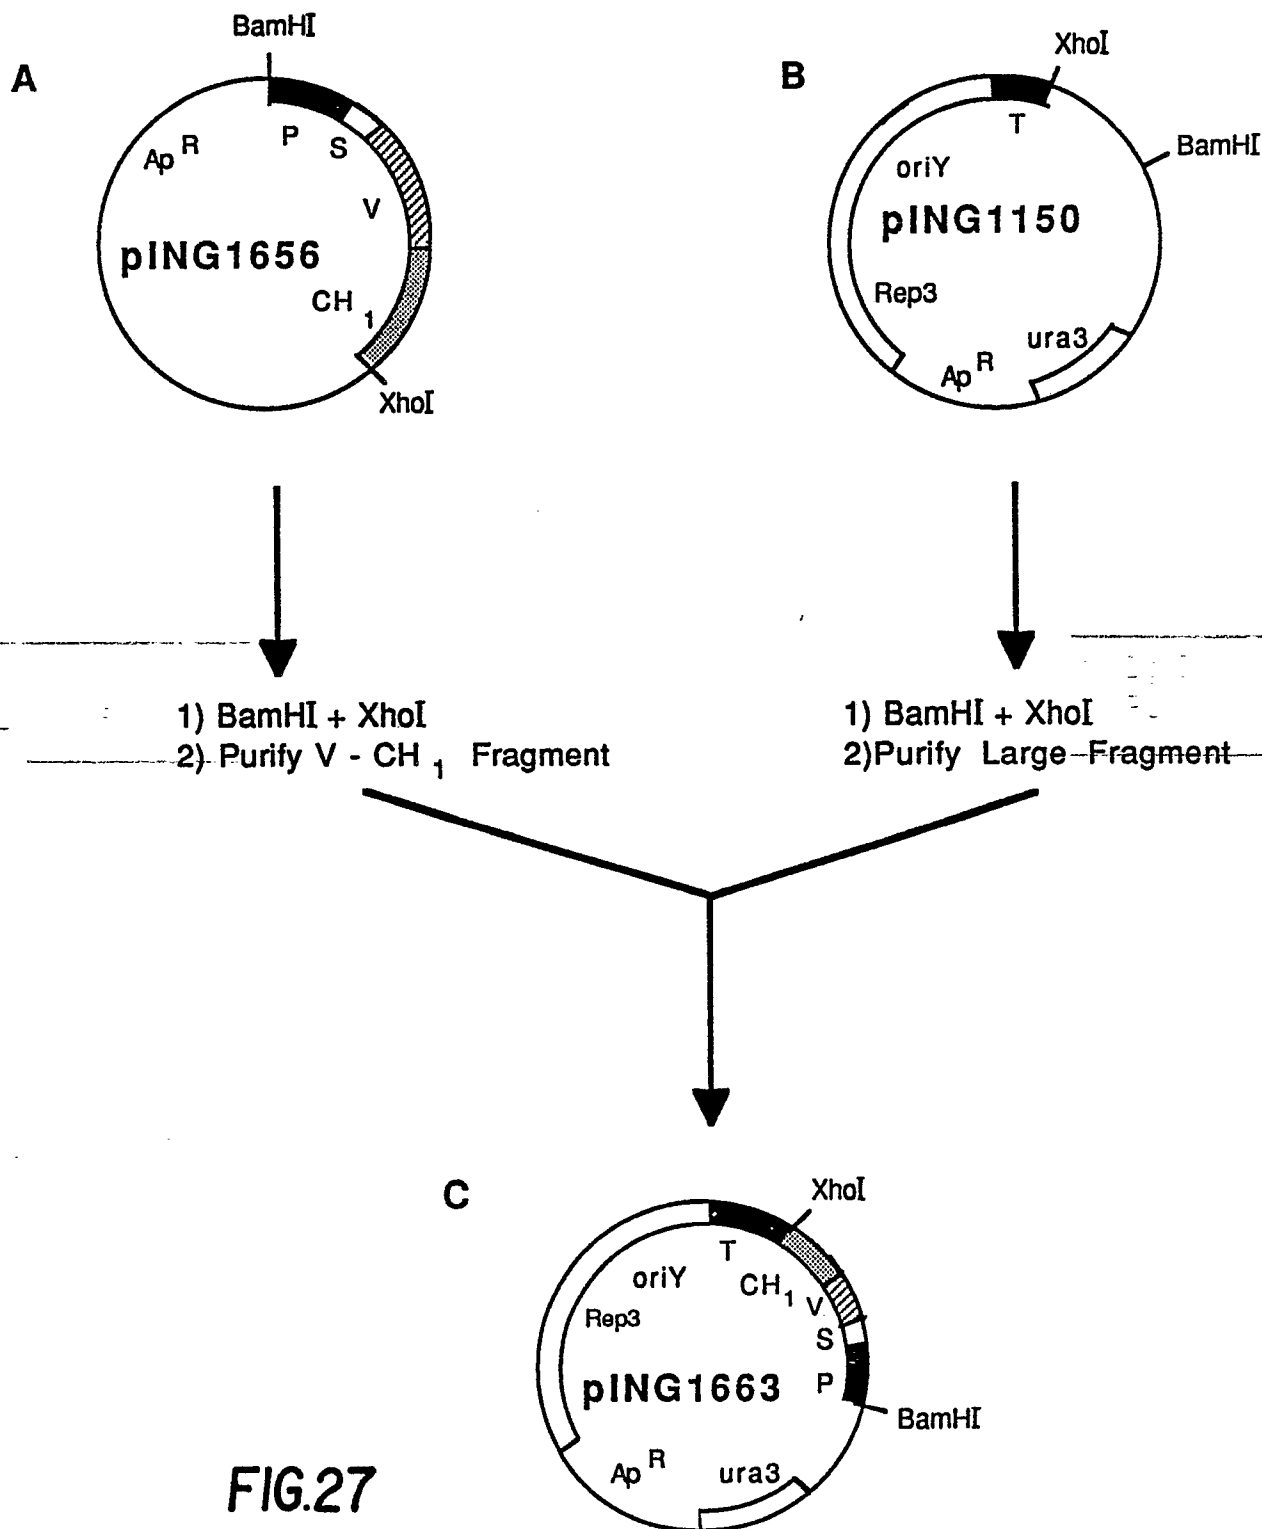 A
BamHI
Ap R
P
S
V
pING1656
CH 1
XhoI
B
XhoI
T
BamHI
oriY
pING1150
Rep3
ura3
Ap R
1) BamHI + XhoI
2) Purify V - CH 1 Fragment
1) BamHI + XhoI
2)Purify Large Fragment
C
XhoI
T
oriY
CH 1
V
Rep3
S
pING1663
P
BamHI
Ap R
ura3
FIG.27